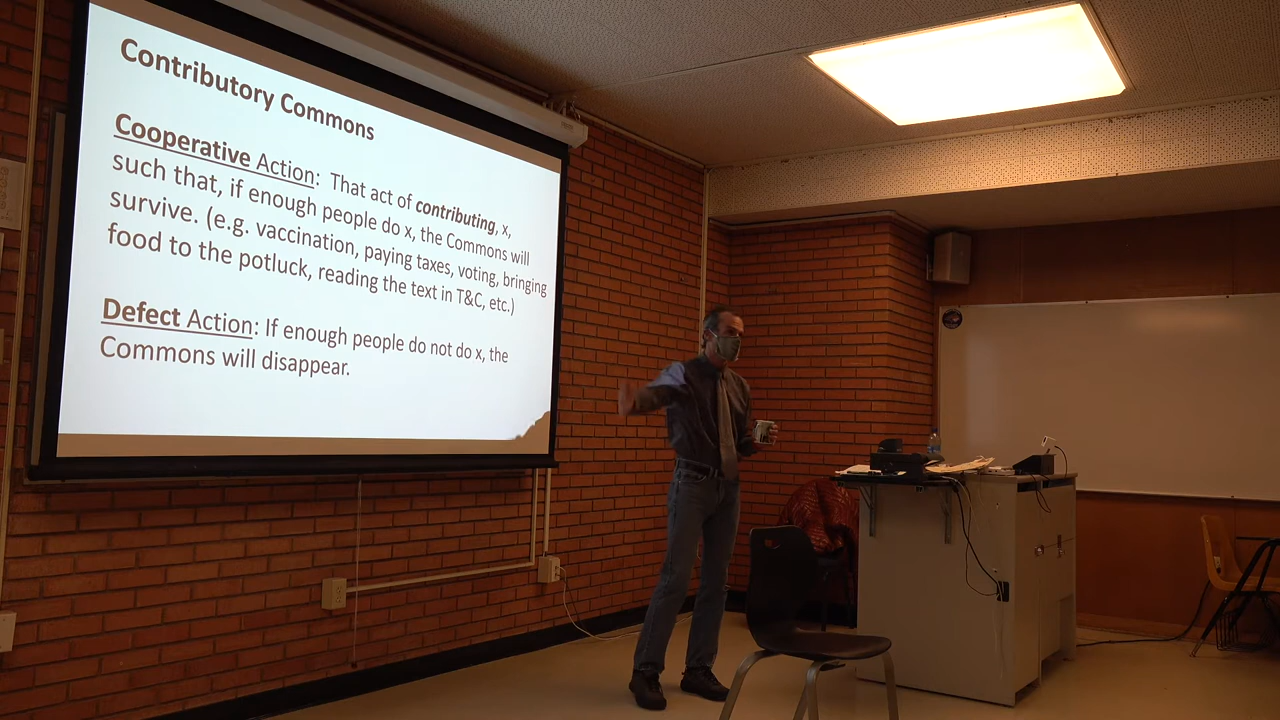 Contributory Commons
Cooperative Action: That act of contributing, x,
such that, if enough people do x, the Commons will
survive. (e.g. vaccination, paying taxes, voting, bringing
food to the potluck, reading the text in T&C, etc.)
Defect Action: If enough people do not do x, the
Commons will disappear.